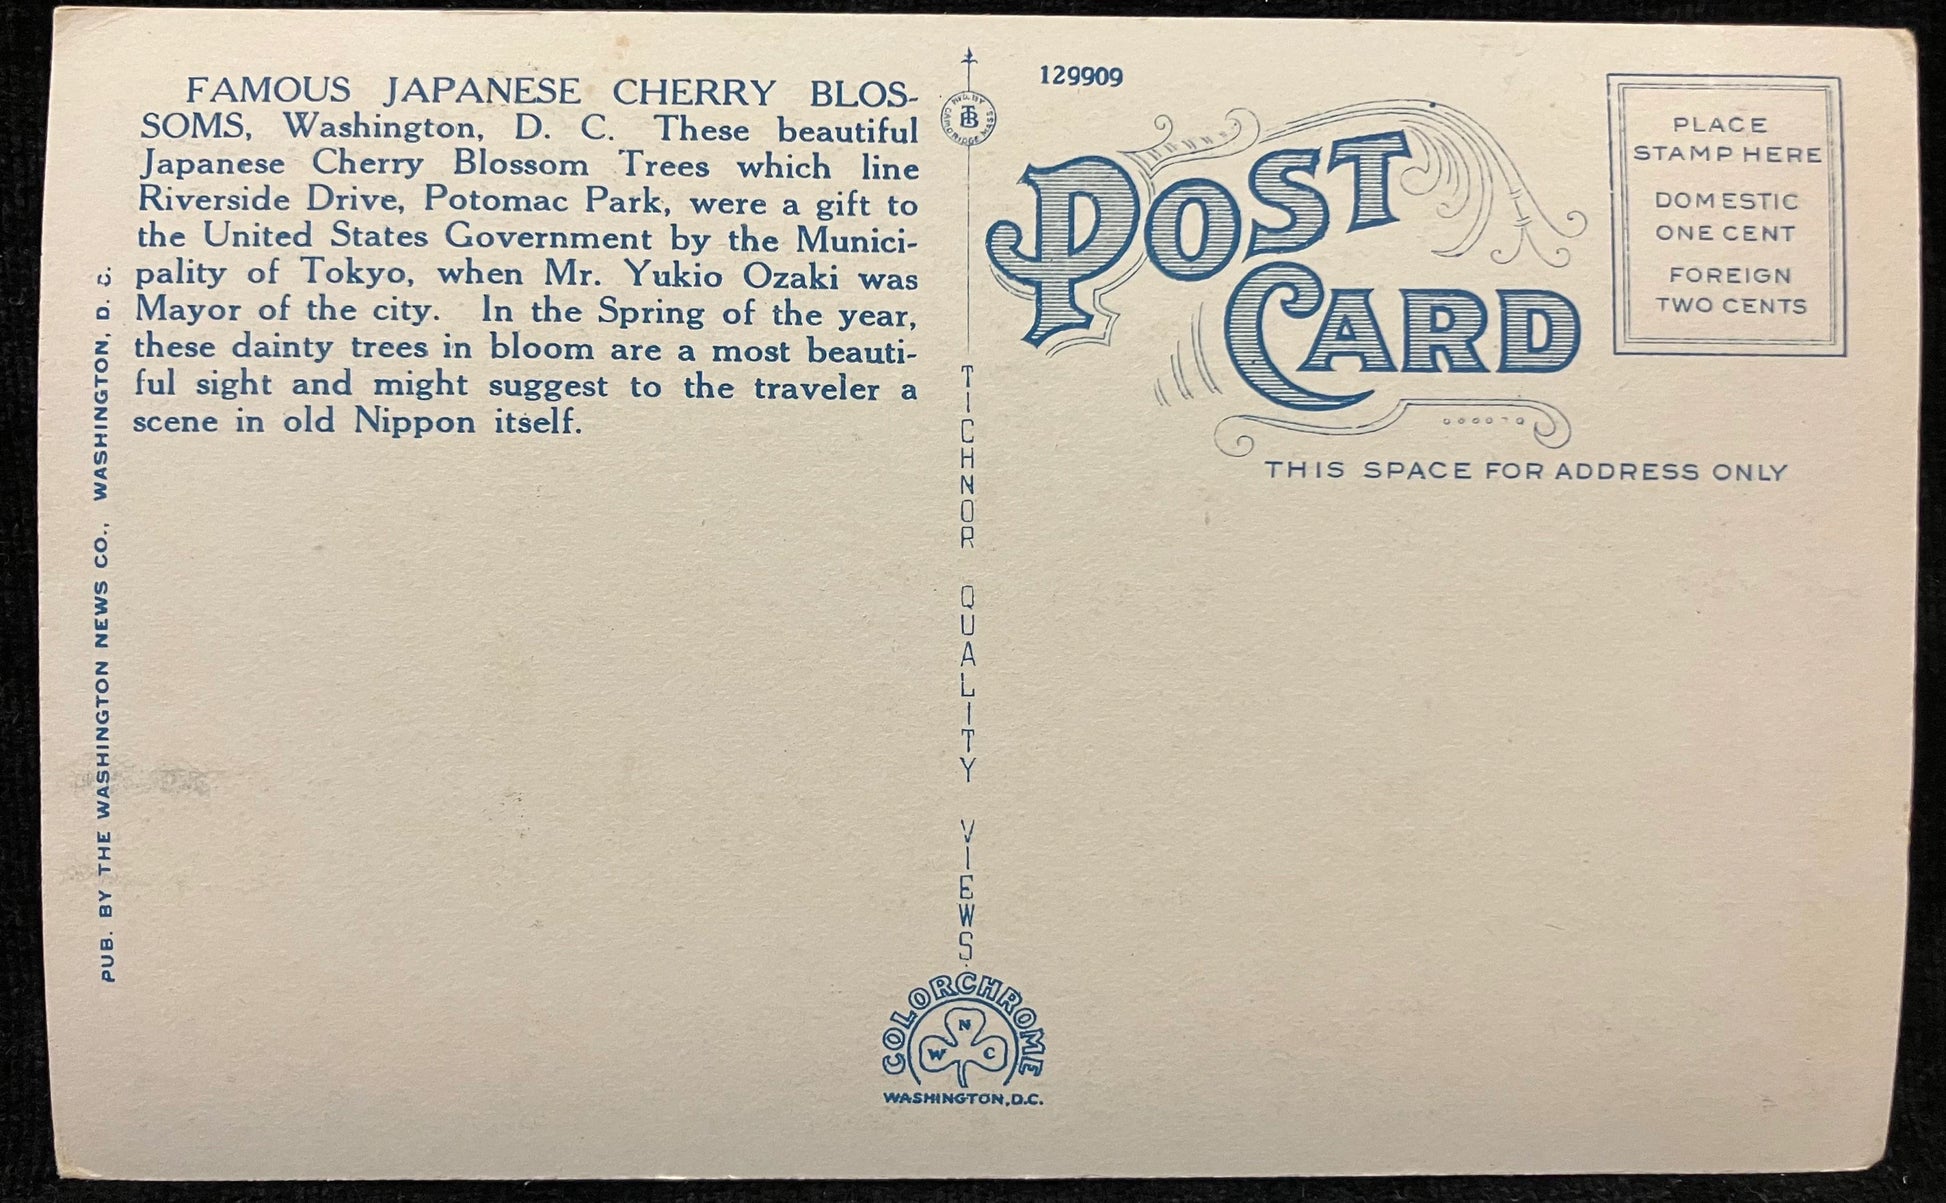 FAMOUS JAPANESE CHERRY BLOS-
SOMS, Washington, D. C. These beautiful
Japanese Cherry Blossom Trees which line
Riverside Drive, Potomac Park, were a gift to
the United States Government by the Munici-
pality of Tokyo, when Mr. Yukio Ozaki was
Mayor of the city. In the Spring of the year,
these dainty trees in bloom are a most beauti-
ful sight and might suggest to the traveler a
scene in old Nippon itself.
PUB. BY THE WASHINGTON NEWS CO., WASHINGTON, D. C.
MFD. BY
TB
CAMBRIDGE MASS
TICHNOR QUALITY VIEWS.
COLORCHROME
N
W C
WASHINGTON, D.C.
129909
POST
CARD
PLACE
STAMP HERE
DOMESTIC
ONE CENT
FOREIGN
TWO CENTS
THIS SPACE FOR ADDRESS ONLY